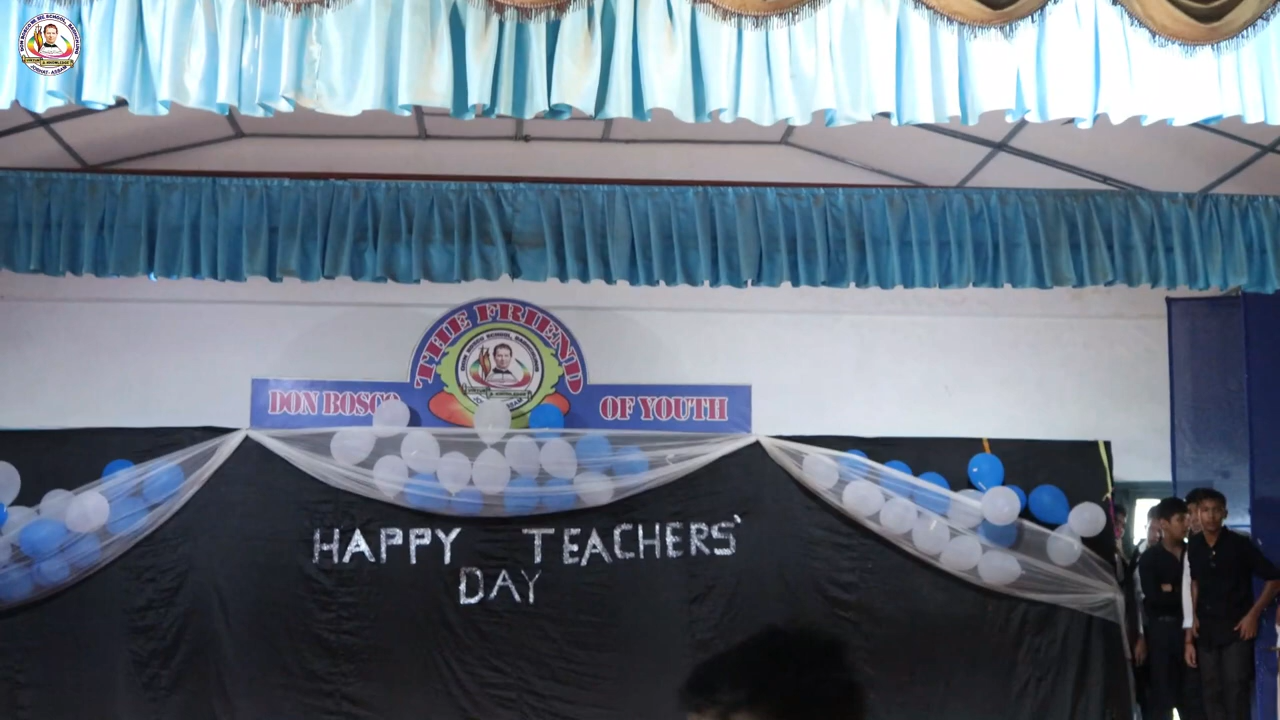 THE FRIEND
DON BOSCO
OF YOUTH
HAPPY TEACHERS'
DAY